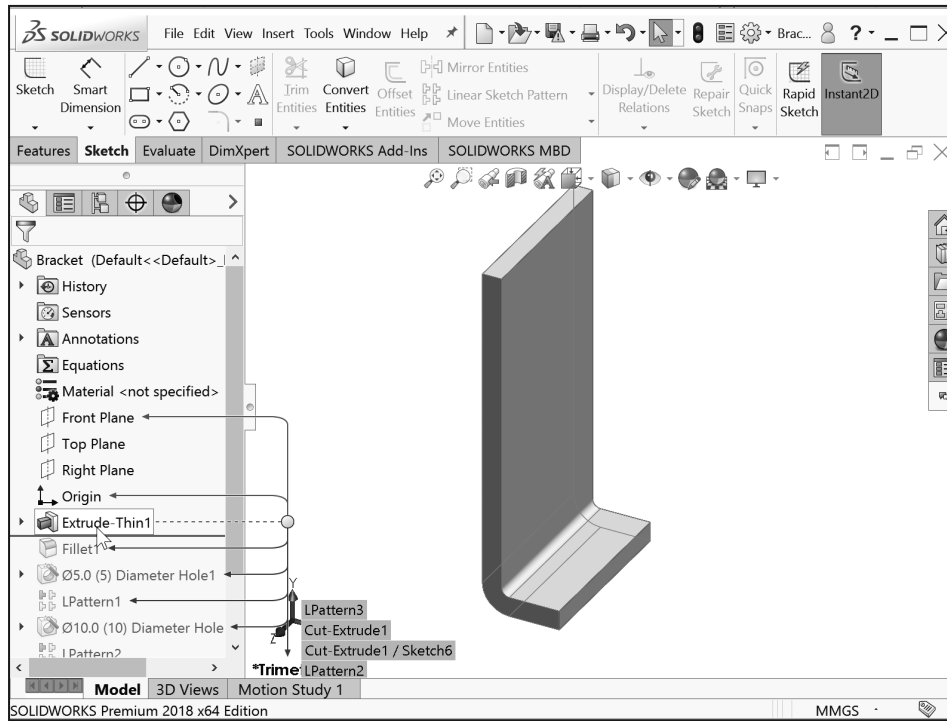 SOLIDWORKS File Edit View Insert Tools Window Help Brac... ?
Sketch Smart Dimension Trim Entities Convert Entities Offset Entities Mirror Entities Linear Sketch Pattern Move Entities Display/Delete Relations Repair Sketch Quick Snaps Rapid Sketch Instant2D
Features Sketch Evaluate DimXpert SOLIDWORKS Add-Ins SOLIDWORKS MBD
Bracket (Default<<Default>_
History
Sensors
Annotations
Equations
Material <not specified>
Front Plane
Top Plane
Right Plane
Origin
Extrude-Thin1
Fillet1
Ø5.0 (5) Diameter Hole1
LPattern1
Ø10.0 (10) Diameter Hole
LPattern2
Y
Z
LPattern3
Cut-Extrude1
Cut-Extrude1 / Sketch6
*Trime LPattern2
Model 3D Views Motion Study 1
SOLIDWORKS Premium 2018 x64 Edition MMGS